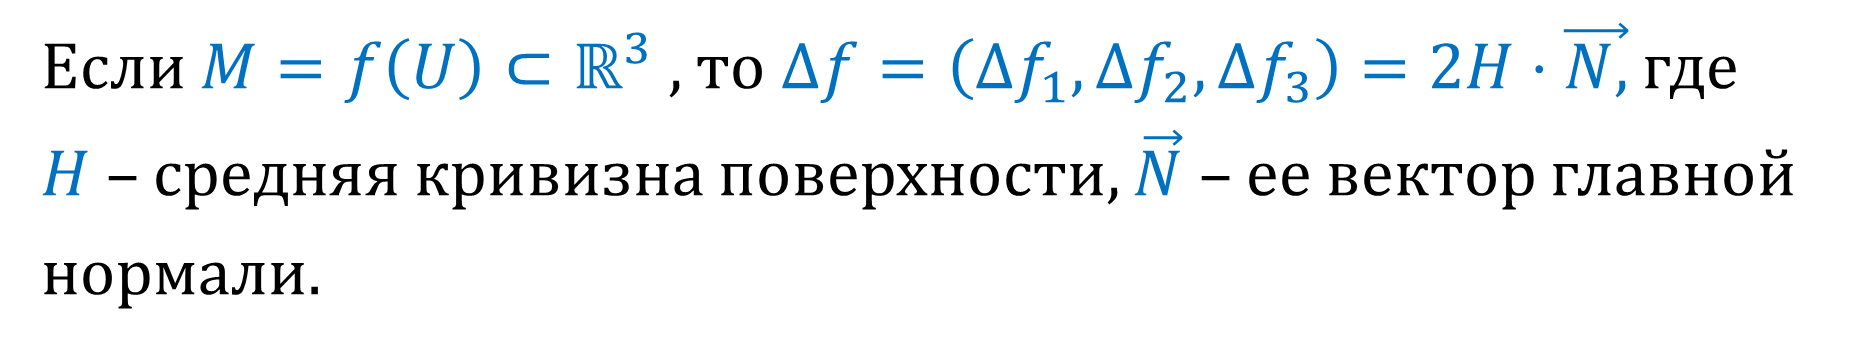 Если M = f(U) ⊂ ℝ³ , то Δf = (Δf₁, Δf₂, Δf₃) = 2H · N⃗, где
H – средняя кривизна поверхности, N⃗ – ее вектор главной
нормали.